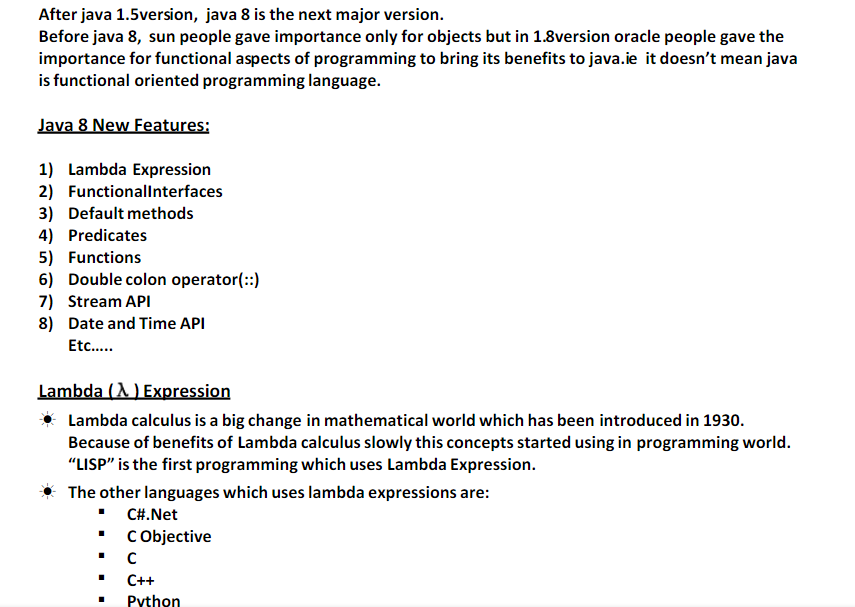 After java 1.5version, java 8 is the next major version.
Before java 8, sun people gave importance only for objects but in 1.8version oracle people gave the
importance for functional aspects of programming to bring its benefits to java.ie it doesn’t mean java
is functional oriented programming language.
Java 8 New Features:
1) Lambda Expression
2) FunctionalInterfaces
3) Default methods
4) Predicates
5) Functions
6) Double colon operator(::)
7) Stream API
8) Date and Time API
Etc.....
Lambda (λ) Expression
☀ Lambda calculus is a big change in mathematical world which has been introduced in 1930.
Because of benefits of Lambda calculus slowly this concepts started using in programming world.
“LISP” is the first programming which uses Lambda Expression.
☀ The other languages which uses lambda expressions are:
▪ C#.Net
▪ C Objective
▪ C
▪ C++
▪ Python